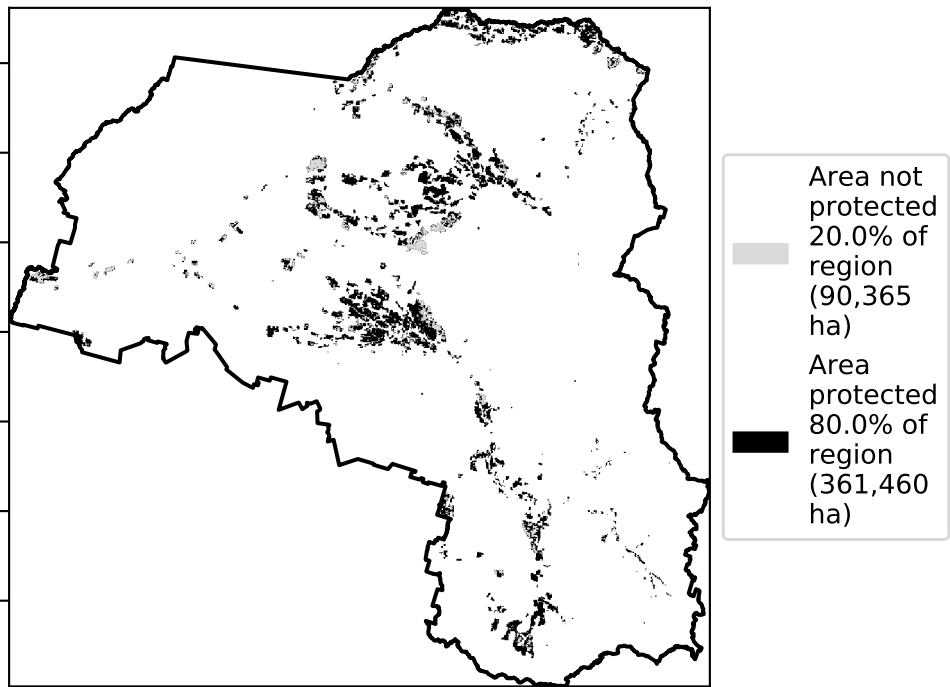 Area not
protected
20.0% of
region
(90,365
ha)
Area
protected
80.0% of
region
(361,460
ha)